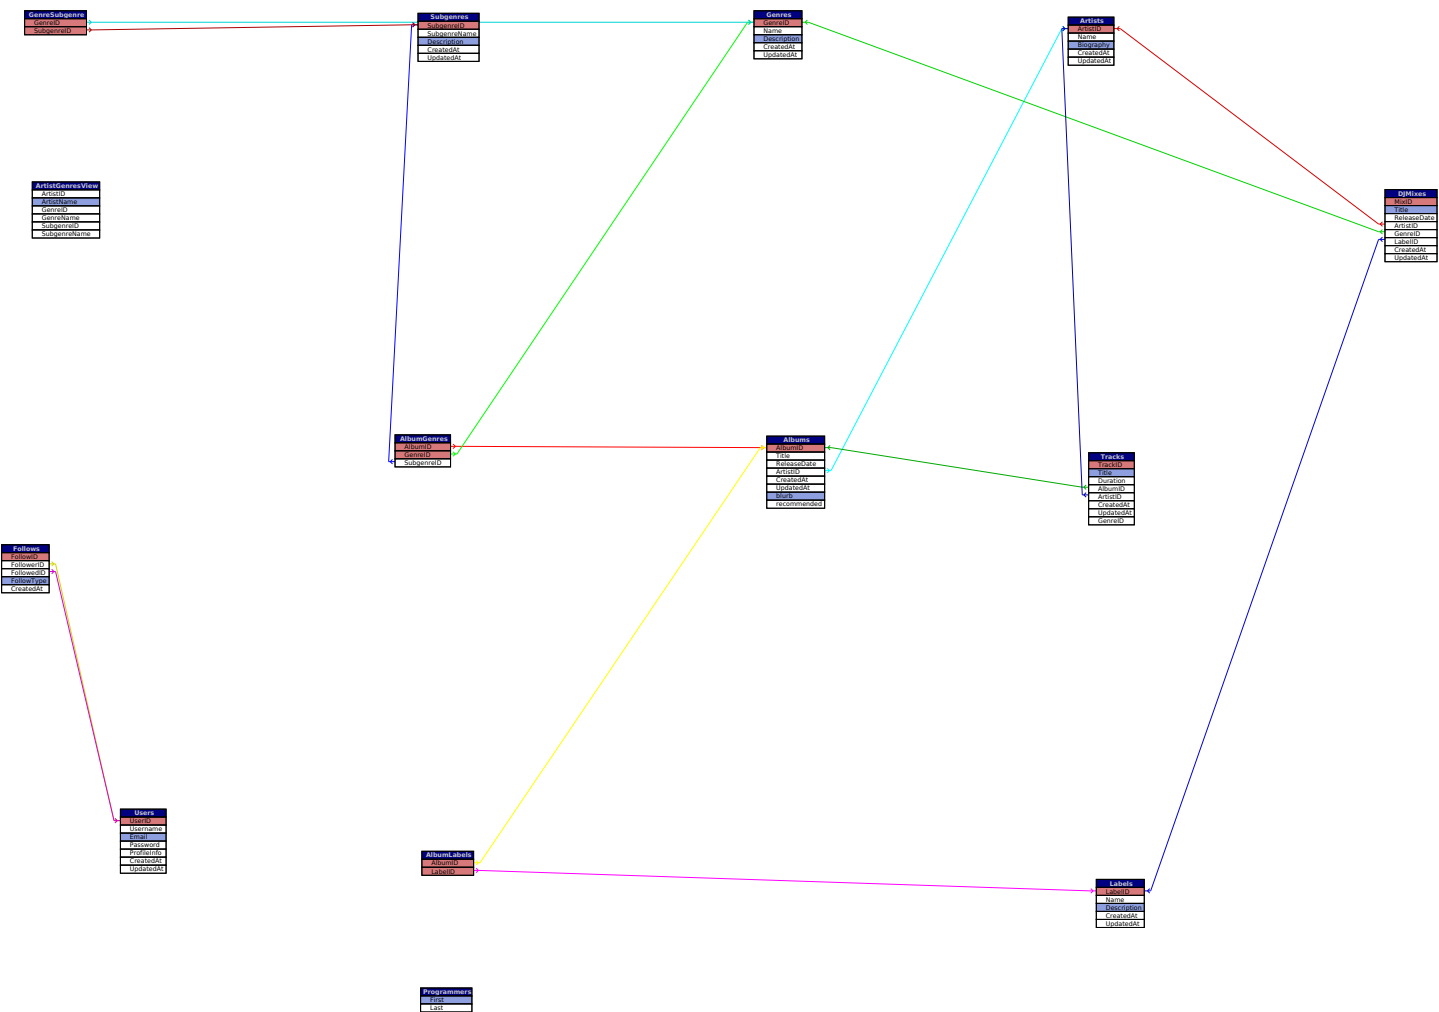 GenreSubgenre
GenreID
SubgenreID
Subgenres
SubgenreID
SubgenreName
Description
CreatedAt
UpdatedAt
Genres
GenreID
Name
Description
CreatedAt
UpdatedAt
Artists
ArtistID
Name
Biography
CreatedAt
UpdatedAt
ArtistGenresView
ArtistID
ArtistName
GenreID
GenreName
SubgenreID
SubgenreName
DJMixes
MixID
Title
ReleaseDate
ArtistID
GenreID
LabelID
CreatedAt
UpdatedAt
AlbumGenres
AlbumID
GenreID
SubgenreID
Albums
AlbumID
Title
ReleaseDate
ArtistID
CreatedAt
UpdatedAt
blurb
recommended
Tracks
TrackID
Title
Duration
AlbumID
ArtistID
CreatedAt
UpdatedAt
GenreID
Follows
FollowID
FollowerID
FollowedID
FollowType
CreatedAt
Users
UserID
Username
Email
Password
ProfileInfo
CreatedAt
UpdatedAt
AlbumLabels
AlbumID
LabelID
Labels
LabelID
Name
Description
CreatedAt
UpdatedAt
Programmers
First
Last